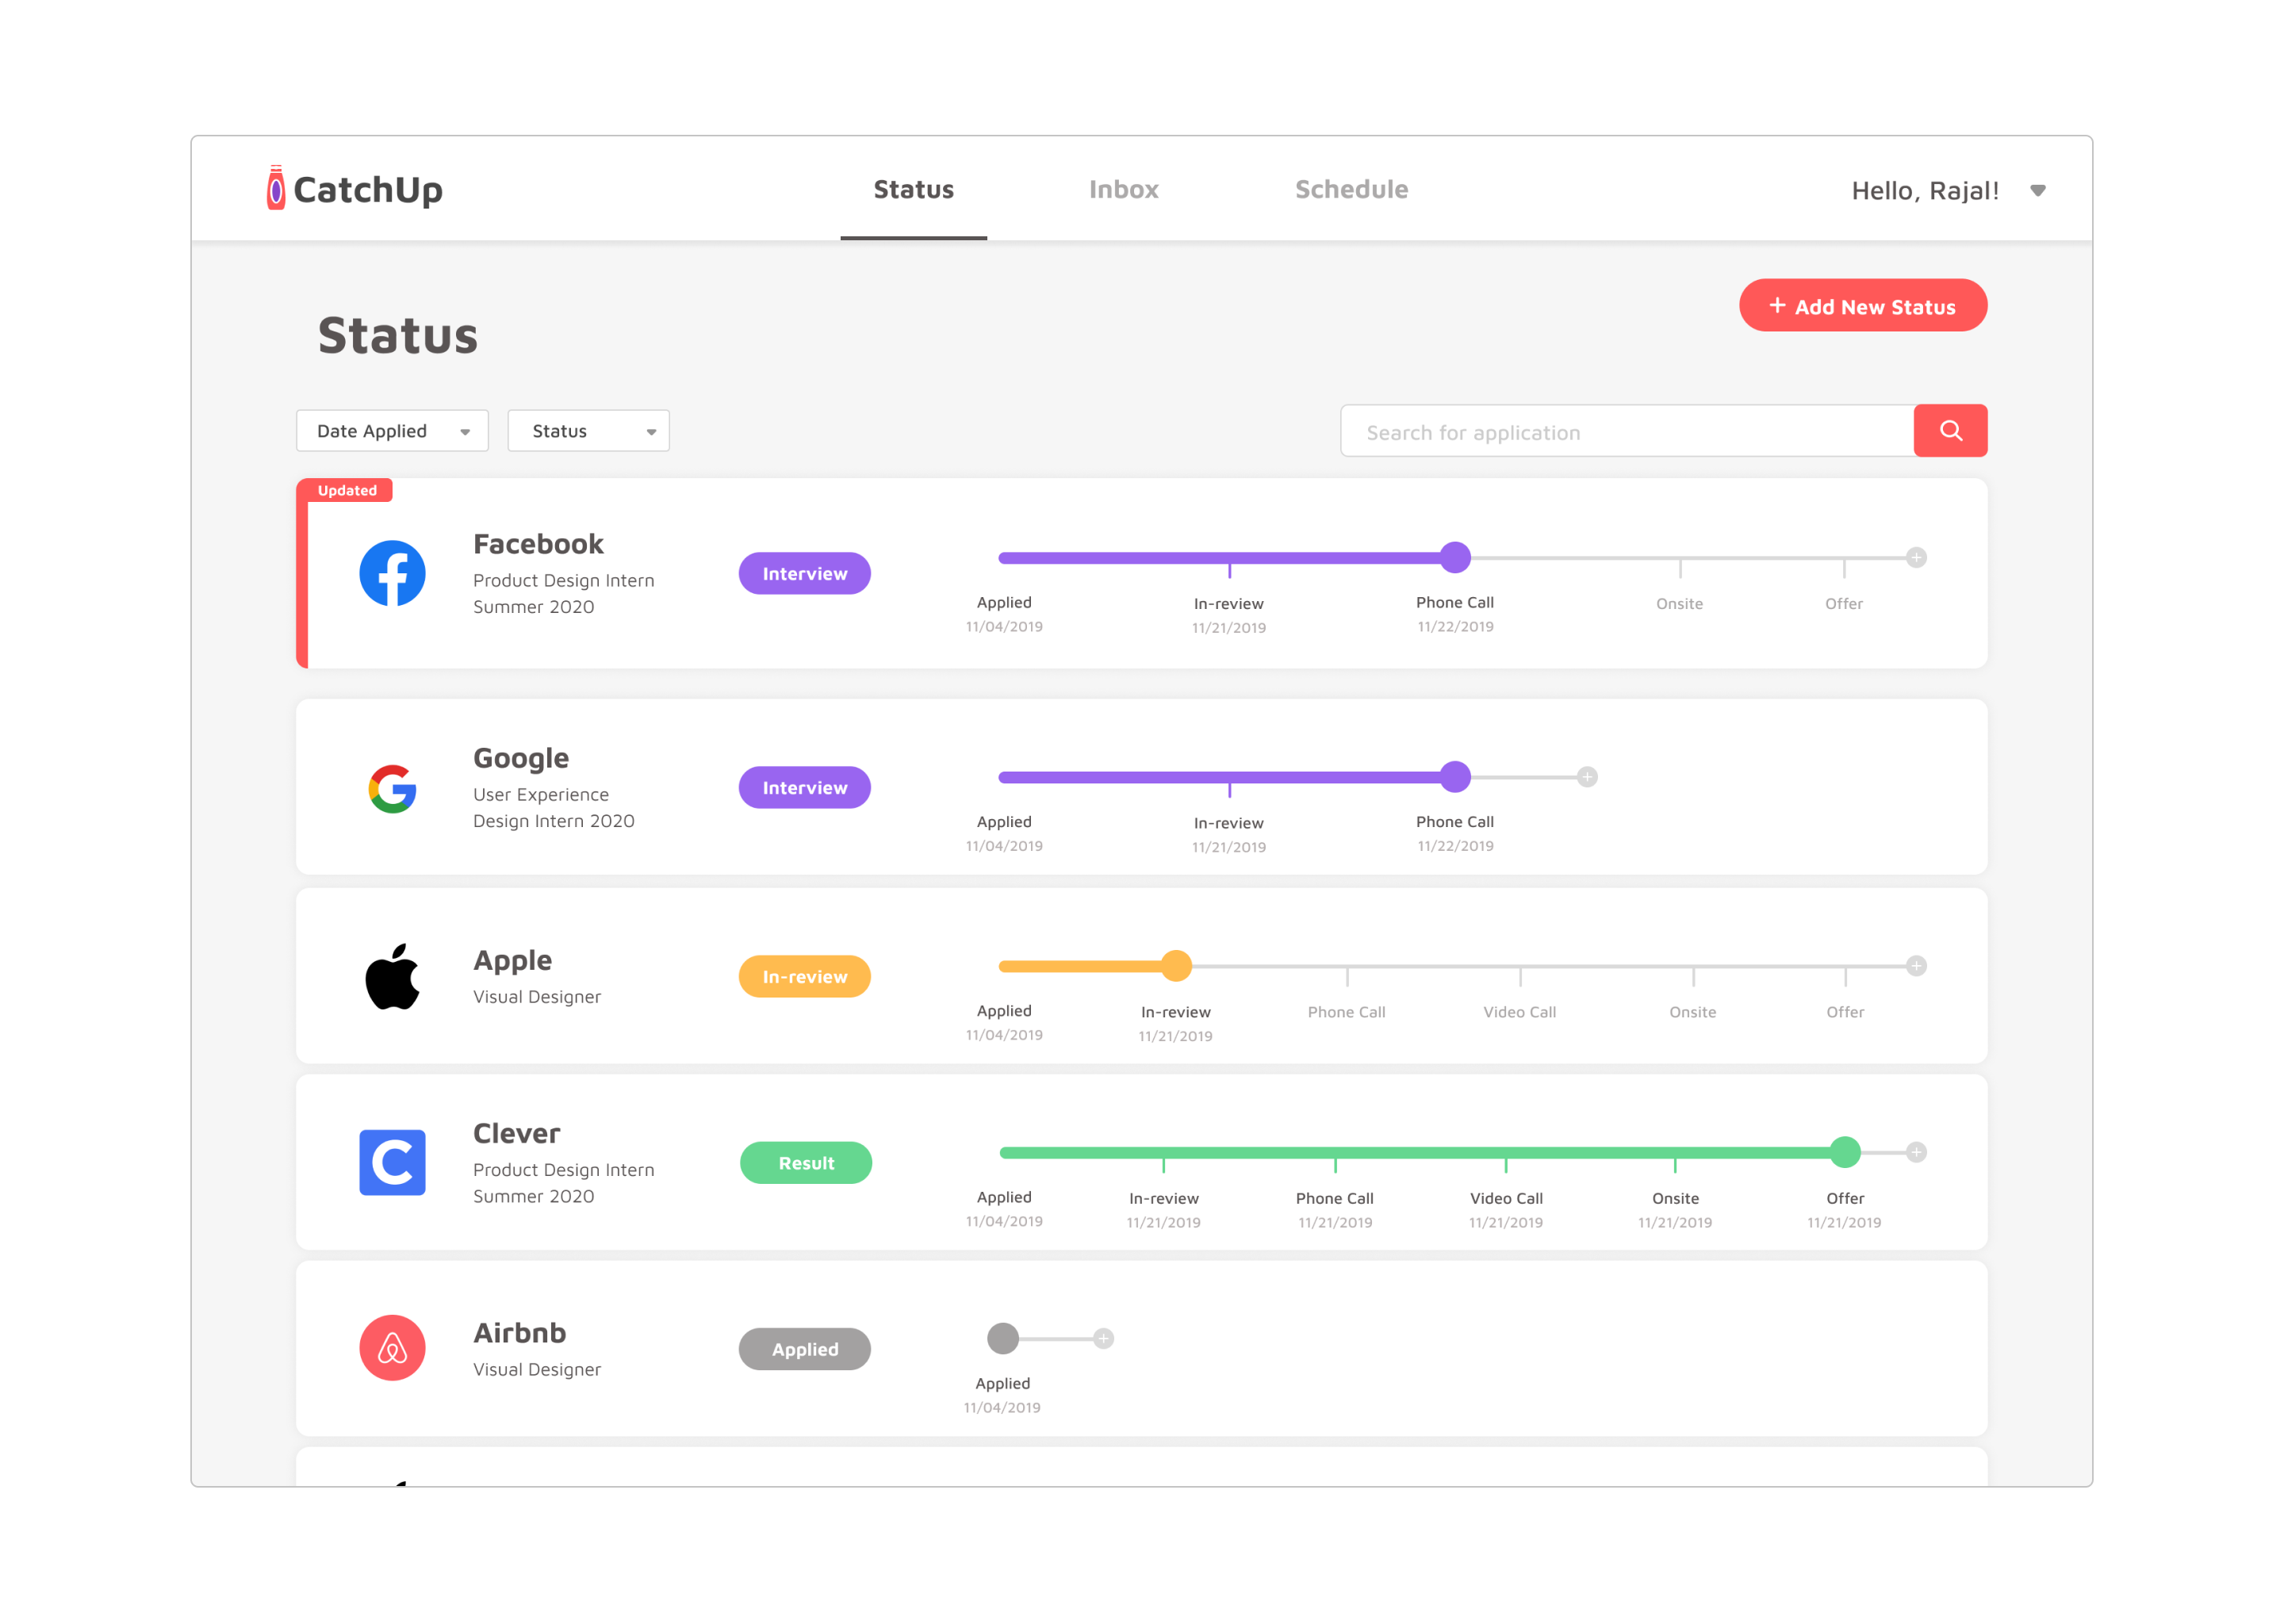 CatchUp
Status
Inbox
Schedule
Hello, Rajal!
+ Add New Status
Status
Date Applied
Status
Search for application
Updated
Facebook
Product Design Intern
Summer 2020
Interview
Applied
11/04/2019
In-review
11/21/2019
Phone Call
11/22/2019
Onsite
Offer
Google
User Experience
Design Intern 2020
Interview
Applied
11/04/2019
In-review
11/21/2019
Phone Call
11/22/2019
Apple
Visual Designer
In-review
Applied
11/04/2019
In-review
11/21/2019
Phone Call
Video Call
Onsite
Offer
Clever
Product Design Intern
Summer 2020
Result
Applied
11/04/2019
In-review
11/21/2019
Phone Call
11/21/2019
Video Call
11/21/2019
Onsite
11/21/2019
Offer
11/21/2019
Airbnb
Visual Designer
Applied
Applied
11/04/2019